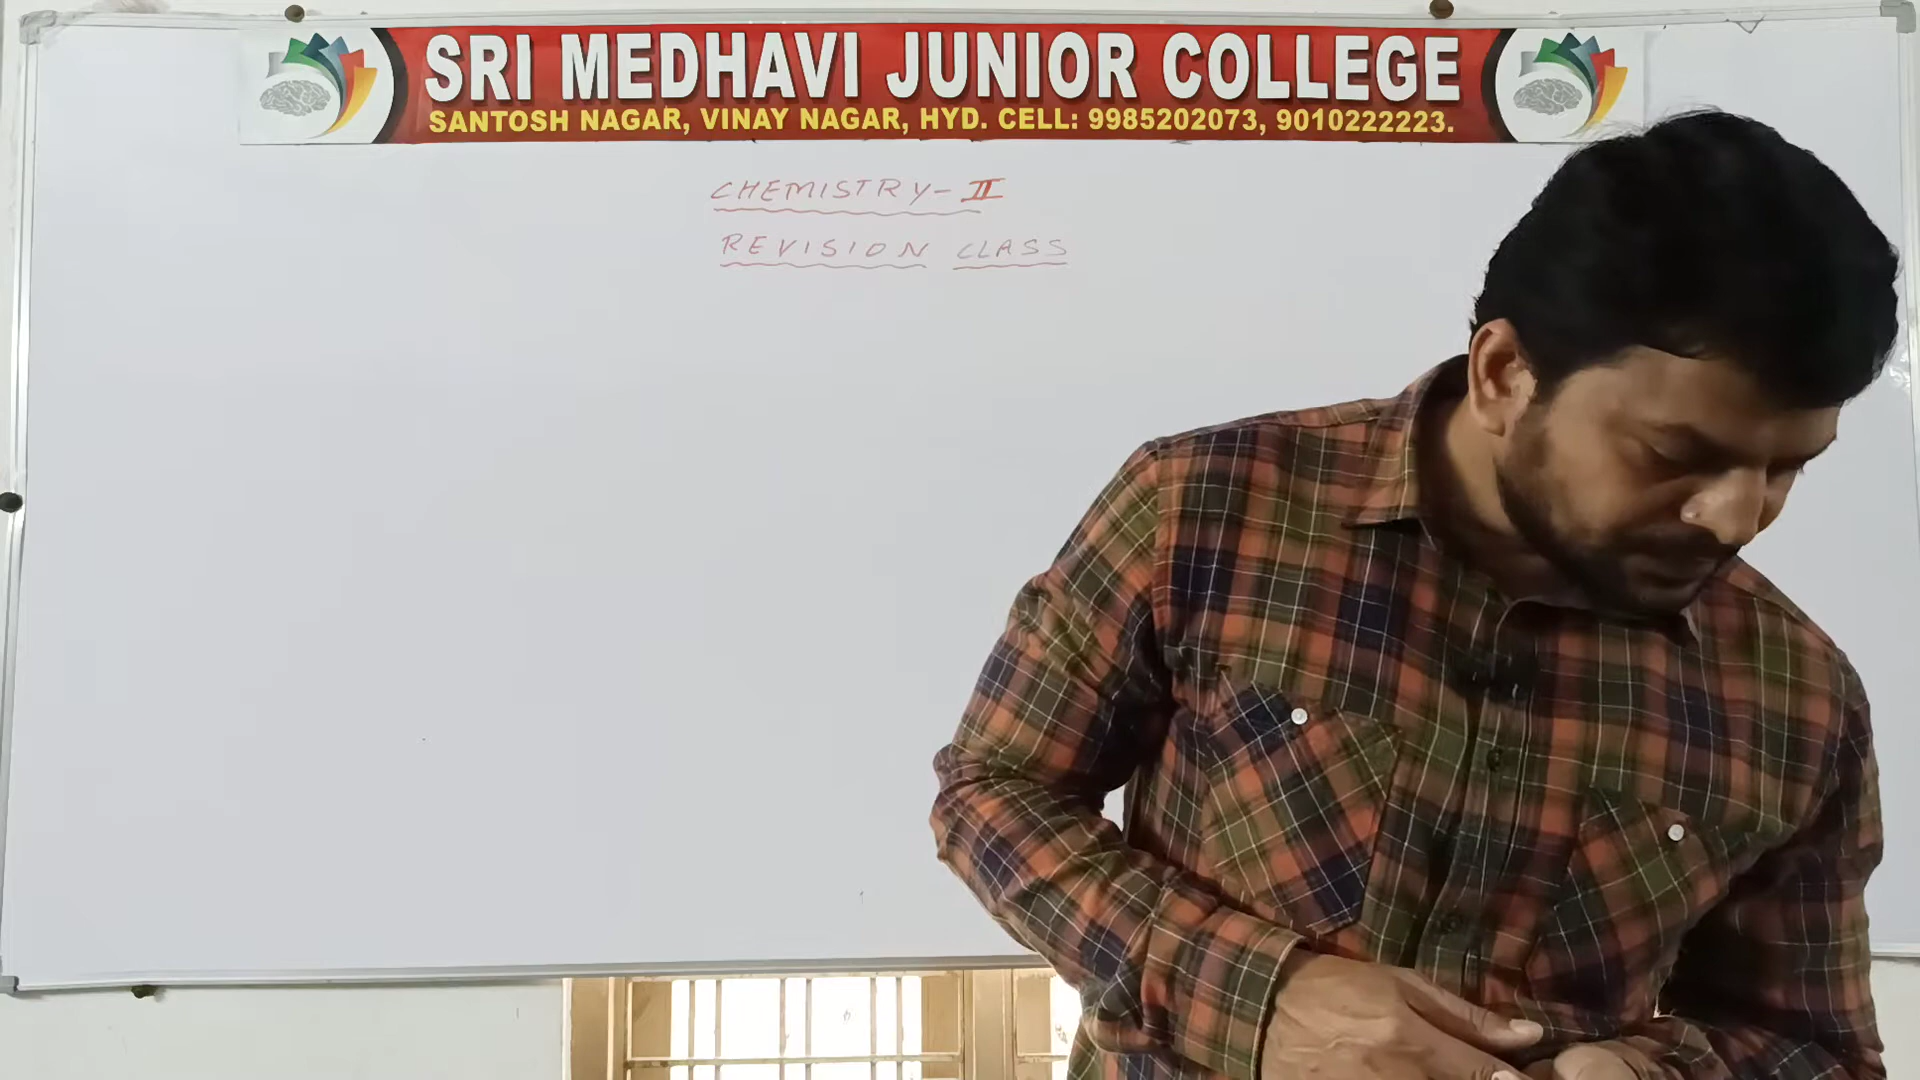 SRI MEDHAVI JUNIOR COLLEGE
SANTOSH NAGAR, VINAY NAGAR, HYD. CELL: 9985202073, 9010222223.
CHEMISTRY-II
REVISION CLASS